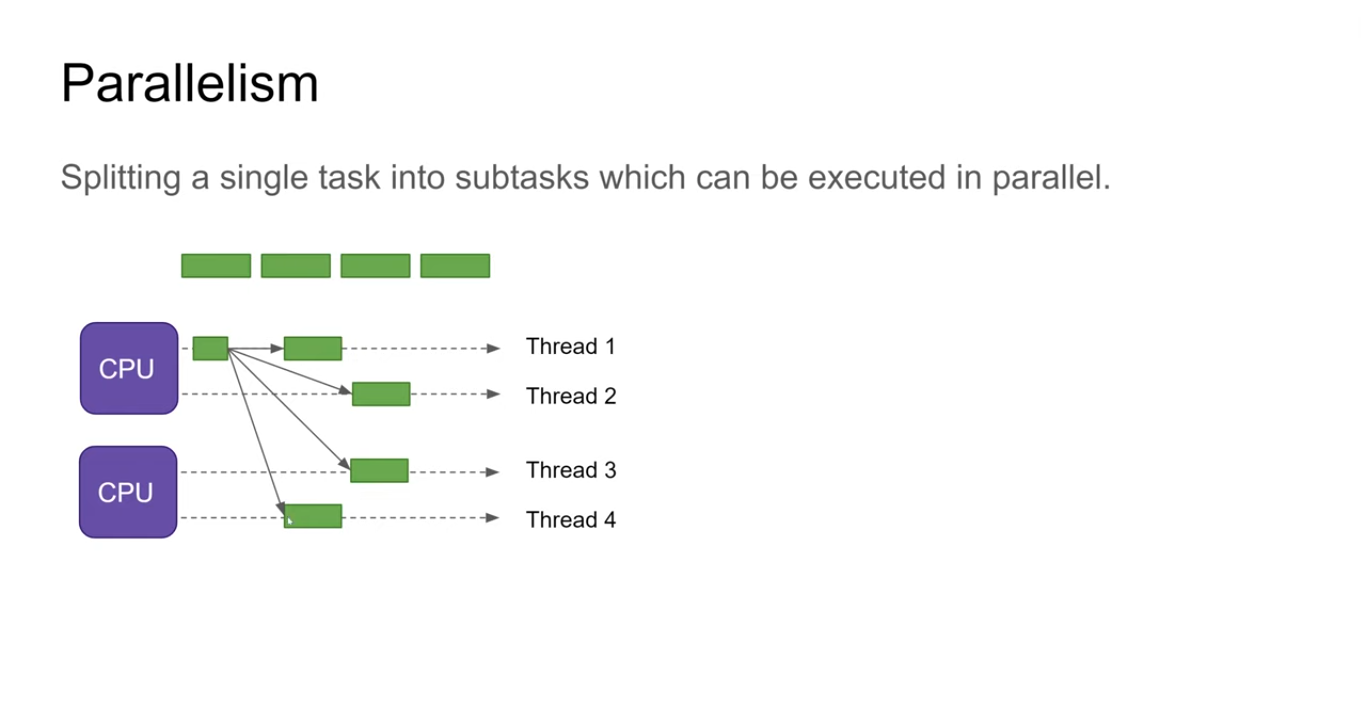 Parallelism
Splitting a single task into subtasks which can be executed in parallel.
CPU
Thread 1
Thread 2
CPU
Thread 3
Thread 4